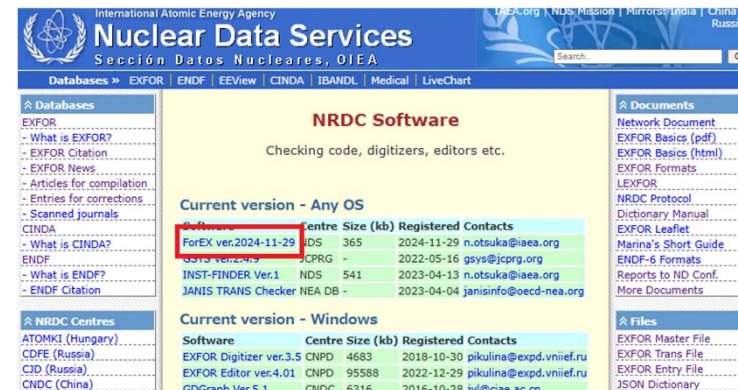 International Atomic Energy Agency
Nuclear Data Services
Sección Datos Nucleares, OIEA
IAEA.org | NDS Mission | Mirrors: India | China
Russi
Search..
Databases » EXFOR | ENDF | EEView | CINDA | IBANDL | Medical | LiveChart
Databases
EXFOR
- What is EXFOR?
- EXFOR Citation
- EXFOR News
- Articles for compilation
- Entries for corrections
- Scanned journals
CINDA
- What is CINDA?
ENDF
- What is ENDF?
- ENDF Citation
NRDC Centres
ATOMKI (Hungary)
CDFE (Russia)
CJD (Russia)
CNDC (China)
NRDC Software
Checking code, digitizers, editors etc.
Current version - Any OS
Software Centre Size (kb) Registered Contacts
ForEX ver.2024-11-29 NDS 365 2024-11-29 n.otsuka@iaea.org
GSYS ver.2.4.9 JCPRG - 2022-05-16 gsys@jcprg.org
INST-FINDER Ver.1 NDS 541 2023-04-13 n.otsuka@iaea.org
JANIS TRANS Checker NEA DB - 2023-04-04 janisinfo@oecd-nea.org
Current version - Windows
Software Centre Size (kb) Registered Contacts
EXFOR Digitizer ver.3.5 CNPD 4683 2018-10-30 pikulina@expd.vniief.ru
EXFOR Editor ver.4.01 CNPD 95588 2022-12-29 pikulina@expd.vniief.ru
GDGraph Ver.5.1 CNDC 6316 2016-10-28 jyl@ciae.ac.cn
Documents
Network Document
EXFOR Basics (pdf)
EXFOR Basics (html)
EXFOR Formats
LEXFOR
NRDC Protocol
Dictionary Manual
EXFOR Leaflet
Marina's Short Guide
ENDF-6 Formats
Reports to ND Conf.
More Documents
Files
EXFOR Master File
EXFOR Trans File
EXFOR Entry File
JSON Dictionary